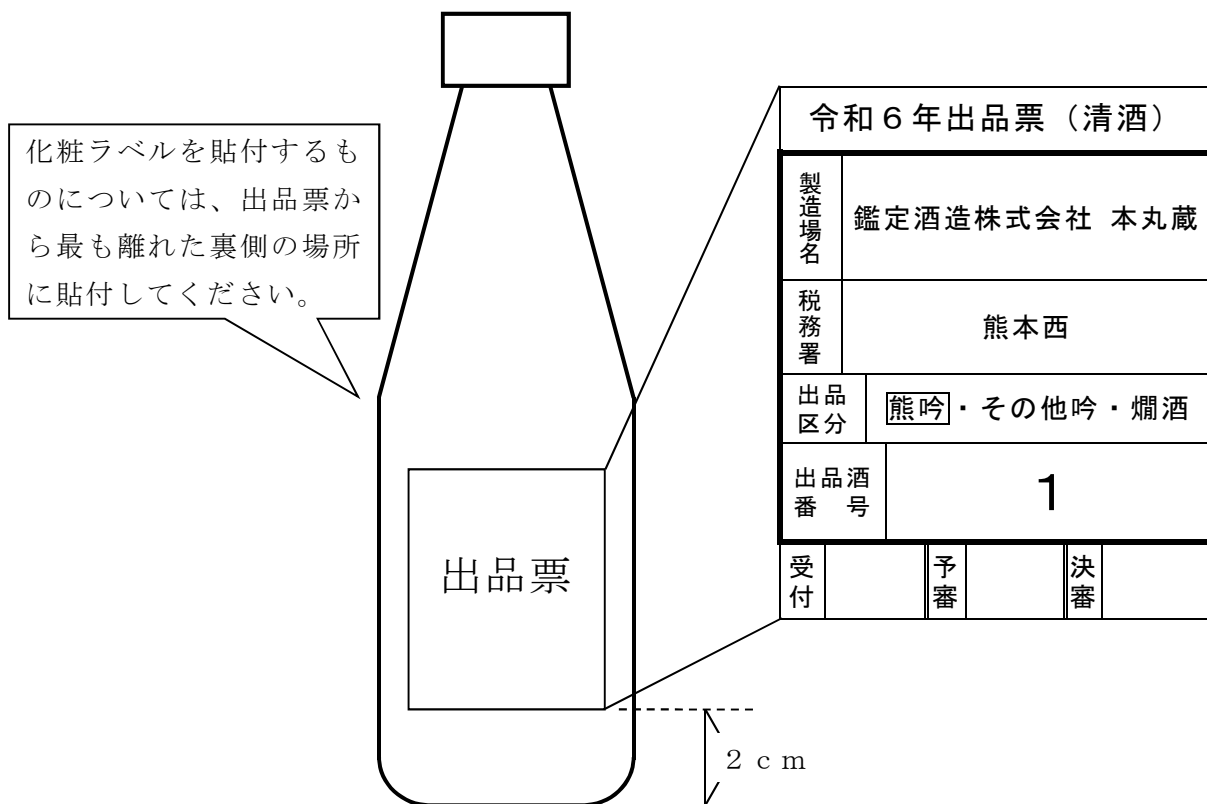 化粧ラベルを貼付するも
のについては、出品票か
ら最も離れた裏側の場所
に貼付してください。
出品票
２ｃｍ
令和６年出品票（清酒）
製造場名
鑑定酒造株式会社 本丸蔵
税務署
熊本西
出品
区分
熊吟・その他吟・燗酒
出品酒
番　号
１
受付
予審
決審